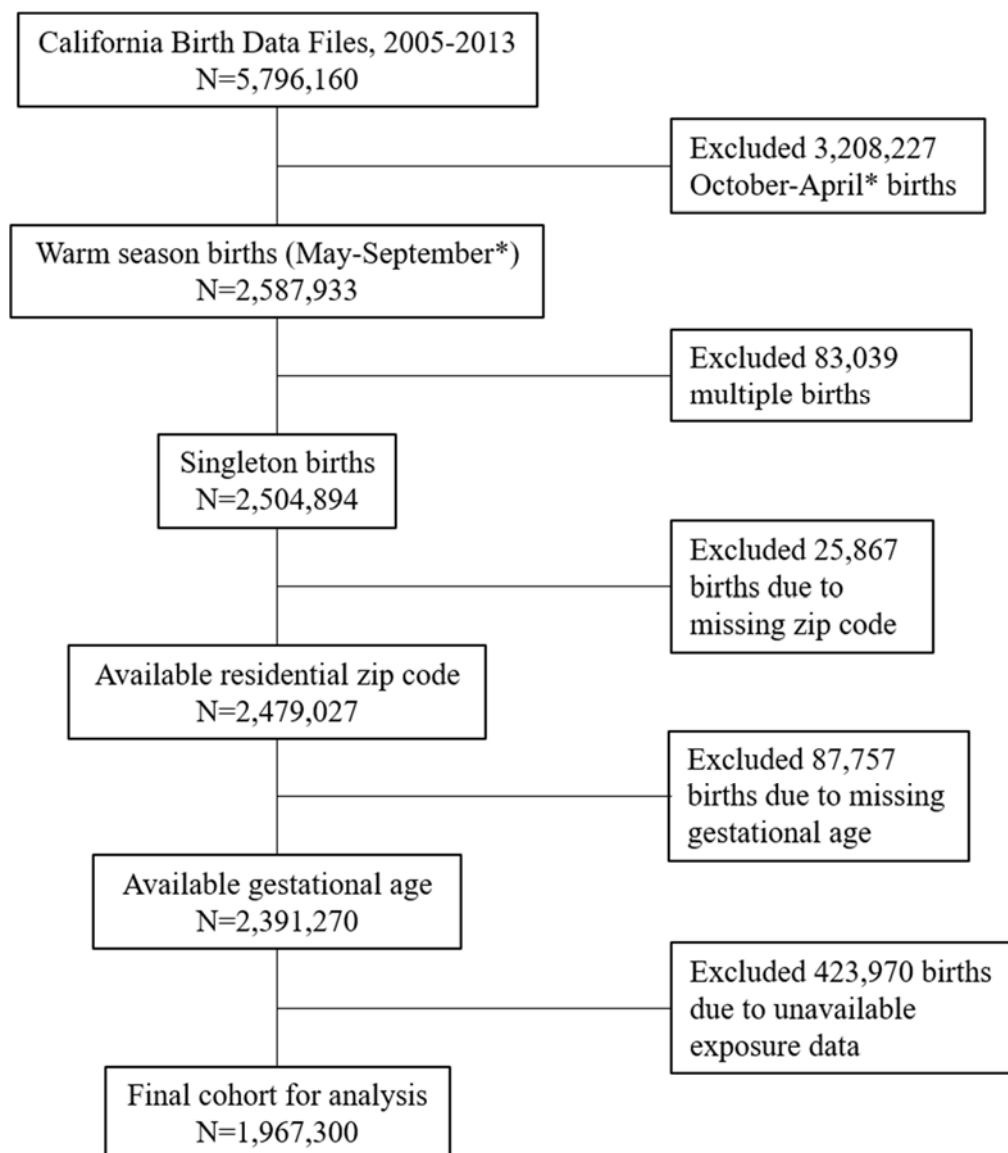 California Birth Data Files, 2005-2013
N=5,796,160
Excluded 3,208,227
October-April* births
Warm season births (May-September*)
N=2,587,933
Excluded 83,039
multiple births
Singleton births
N=2,504,894
Excluded 25,867
births due to
missing zip code
Available residential zip code
N=2,479,027
Excluded 87,757
births due to missing
gestational age
Available gestational age
N=2,391,270
Excluded 423,970 births
due to unavailable
exposure data
Final cohort for analysis
N=1,967,300